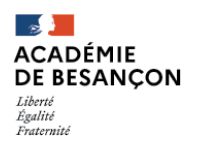 ACADÉMIE
DE BESANÇON
Liberté
Égalité
Fraternité